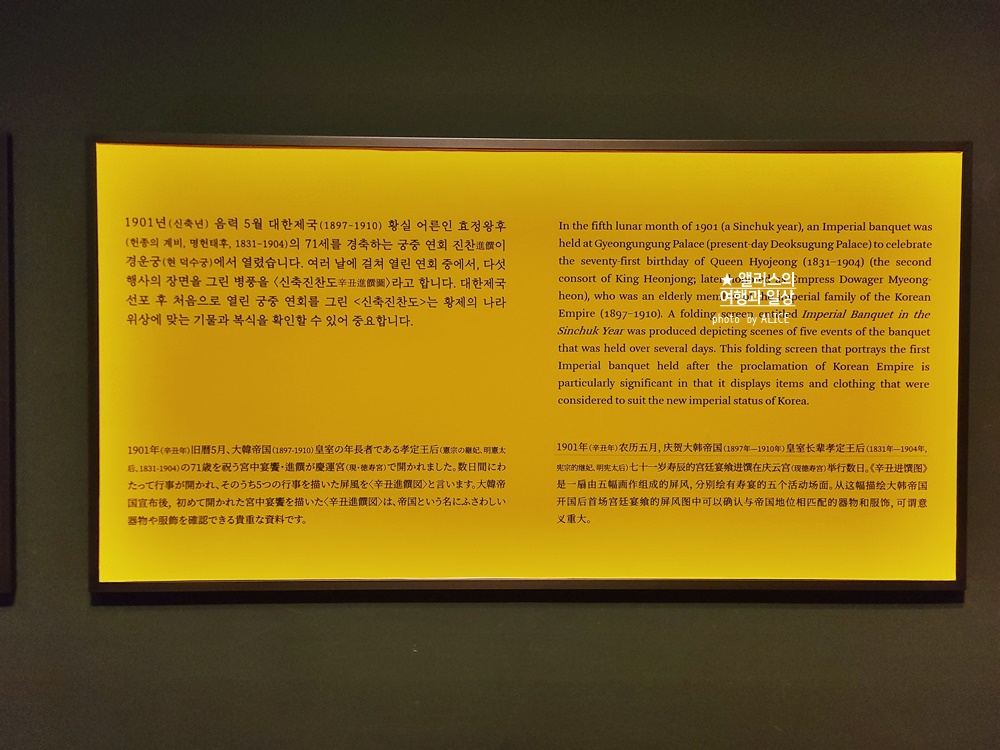 1901년(신축년) 음력 5월 대한제국(1897-1910) 황실 어른인 효정왕후
(헌종의 계비, 명헌태후, 1831-1904)의 71세를 경축하는 궁중 연회 진찬進饌이
경운궁(현 덕수궁)에서 열렸습니다. 여러 날에 걸쳐 열린 연회 중에서, 다섯
행사의 장면을 그린 병풍을 〈신축진찬도辛丑進饌圖〉라고 합니다. 대한제국
선포 후 처음으로 열린 궁중 연회를 그린 <신축진찬도>는 황제의 나라
위상에 맞는 기물과 복식을 확인할 수 있어 중요합니다.
In the fifth lunar month of 1901 (a Sinchuk year), an Imperial banquet was
held at Gyeongungung Palace (present-day Deoksugung Palace) to celebrate
the seventy-first birthday of Queen Hyojeong (1831–1904) (the second
consort of King Heonjong; later Empress Dowager Myeong-
heon), who was an elderly imperial family of the Korean
Empire (1897–1910). A folding screen entitled Imperial Banquet in the
Sinchuk Year was produced depicting scenes of five events of the banquet
that was held over several days. This folding screen that portrays the first
Imperial banquet held after the proclamation of Korean Empire is
particularly significant in that it displays items and clothing that were
considered to suit the new imperial status of Korea.
★ 앨리스의
여행과 일상
photo by ALICE
1901年(辛丑年)旧暦5月、大韓帝国(1897-1910)皇室の年長者である孝定王后(憲宗の継妃、明憲太
后、1831-1904)の71歳を祝う宮中宴饗・進饌が慶運宮(現・徳寿宮)で開かれました。数日間にわ
たって行事が開かれ、そのうち5つの行事を描いた屏風を〈辛丑進饌図〉と言います。大韓帝
国宣布後、初めて開かれた宮中宴饗を描いた〈辛丑進饌図〉は、帝国という名にふさわしい
器物や服飾を確認できる貴重な資料です。
1901年(辛丑年)农历五月, 庆贺大韩帝国(1897年—1910年)皇室长辈孝定王后(1831年—1904年,
宪宗的继妃, 明宪太后)七十一岁寿辰的宫廷宴飨进馔在庆云宫(现德寿宫)举行数日。《辛丑进馔图》
是一扇由五幅画作组成的屏风, 分别绘有寿宴的五个活动场面。从这幅描绘大韩帝国
开国后首场宫廷宴飨的屏风图中可以确认与帝国地位相匹配的器物和服饰, 可谓意
义重大。